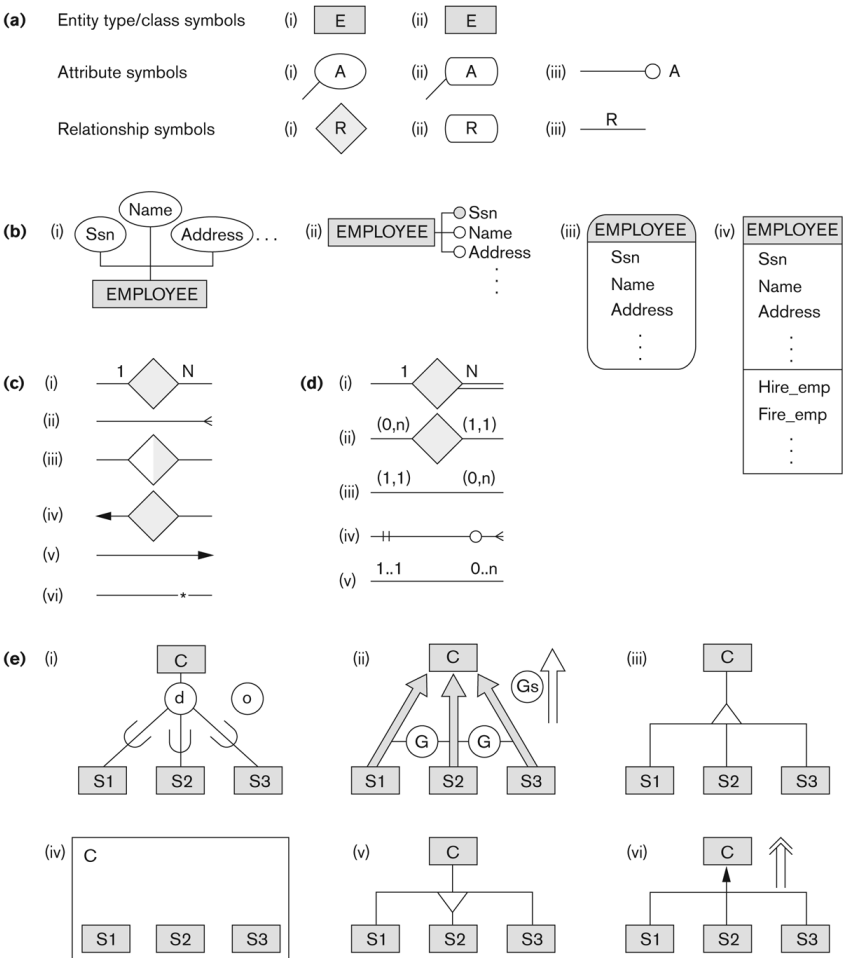 (a) Entity type/class symbols (i) E (ii) E
Attribute symbols (i) A (ii) A (iii) A
Relationship symbols (i) R (ii) R (iii) R
(b) (i) Ssn Name Address . . .
EMPLOYEE
(ii) EMPLOYEE Ssn
Name
Address
(iii) EMPLOYEE
Ssn
Name
Address
(iv) EMPLOYEE
Ssn
Name
Address
Hire_emp
Fire_emp
(c) (i) 1 N
(ii)
(iii)
(iv)
(v)
(vi) *
(d) (i) 1 N
(ii) (0,n) (1,1)
(iii) (1,1) (0,n)
(iv)
(v) 1..1 0..n
(e) (i) C
d o
S1 S2 S3
(ii) C
Gs
G G
S1 S2 S3
(iii) C
S1 S2 S3
(iv) C
S1 S2 S3
(v) C
S1 S2 S3
(vi) C
S1 S2 S3